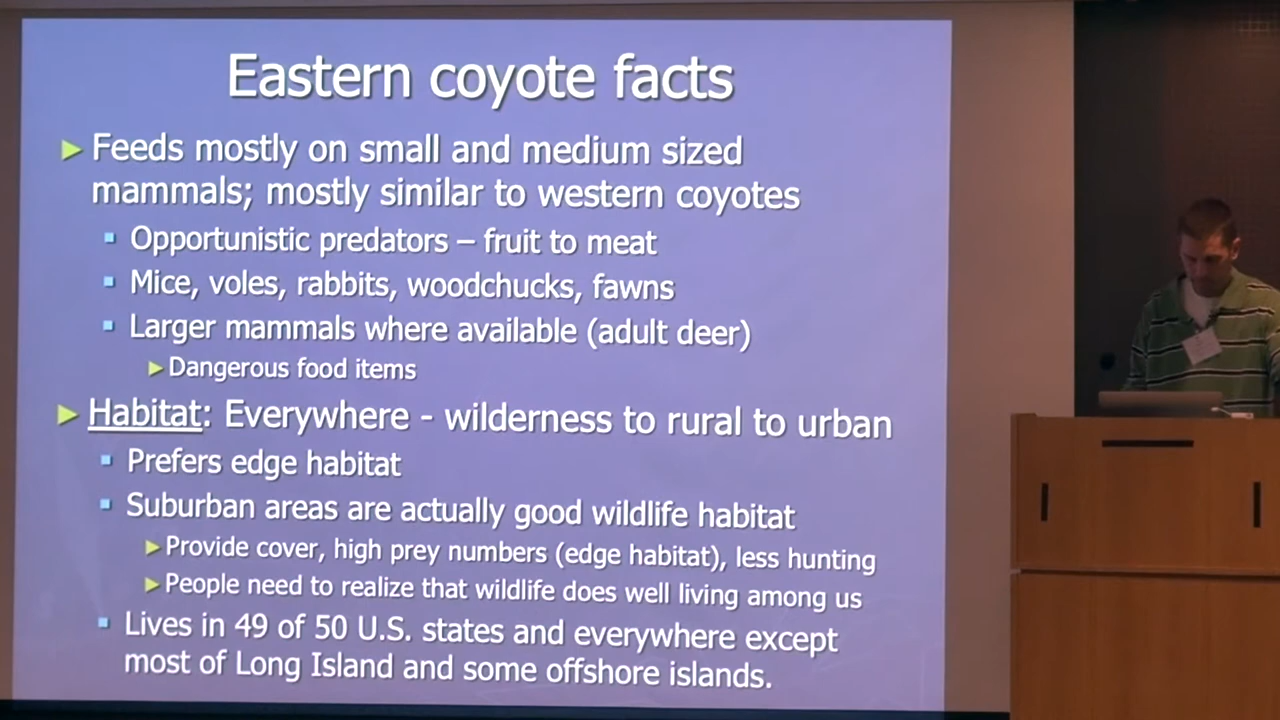 Eastern coyote facts
Feeds mostly on small and medium sized
mammals; mostly similar to western coyotes
Opportunistic predators – fruit to meat
Mice, voles, rabbits, woodchucks, fawns
Larger mammals where available (adult deer)
Dangerous food items
Habitat: Everywhere - wilderness to rural to urban
Prefers edge habitat
Suburban areas are actually good wildlife habitat
Provide cover, high prey numbers (edge habitat), less hunting
People need to realize that wildlife does well living among us
Lives in 49 of 50 U.S. states and everywhere except
most of Long Island and some offshore islands.